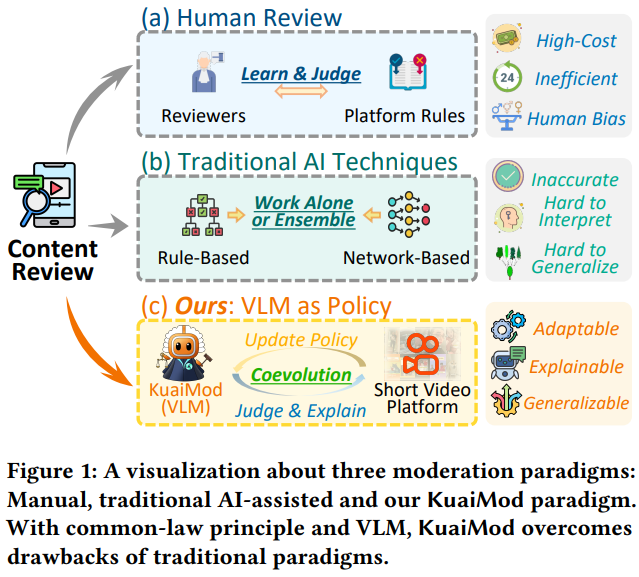 (a) Human Review
Learn & Judge
Reviewers
Platform Rules
High-Cost
24
Inefficient
Human Bias
Content
Review
(b) Traditional AI Techniques
Work Alone
or Ensemble
Rule-Based
Network-Based
Inaccurate
Hard to
Interpret
Hard to
Generalize
(c) Ours: VLM as Policy
Update Policy
Coevolution
Judge & Explain
KuaiMod
(VLM)
Short Video
Platform
Adaptable
Explainable
Generalizable
Figure 1: A visualization about three moderation paradigms:
Manual, traditional AI-assisted and our KuaiMod paradigm.
With common-law principle and VLM, KuaiMod overcomes
drawbacks of traditional paradigms.